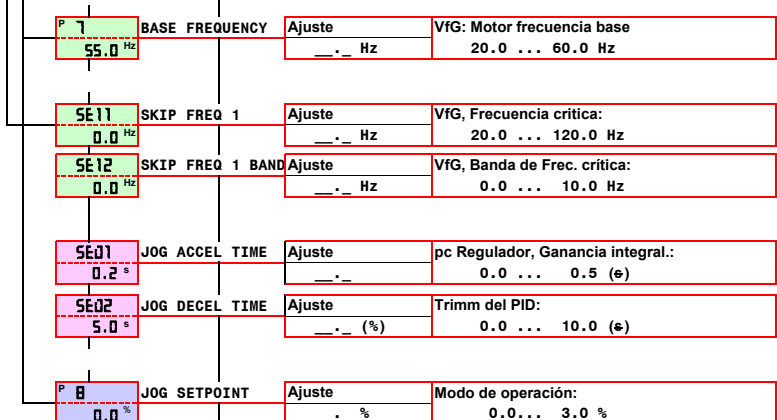 P 7 BASE FREQUENCY Ajuste VfG: Motor frecuencia base
55.0 Hz __._ Hz 20.0 ... 60.0 Hz
SE11 SKIP FREQ 1 Ajuste VfG, Frecuencia critica:
0.0 Hz __._ Hz 20.0 ... 120.0 Hz
SE12 SKIP FREQ 1 BAND Ajuste VfG, Banda de Frec. crítica:
0.0 Hz __._ Hz 0.0 ... 10.0 Hz
SE01 JOG ACCEL TIME Ajuste pc Regulador, Ganancia integral.:
0.2 s __._ 0.0 ... 0.5 (s)
SE02 JOG DECEL TIME Ajuste Trimm del PID:
5.0 s __._ (%) 0.0 ... 10.0 (s)
P 8 JOG SETPOINT Ajuste Modo de operación:
0.0 % . % 0.0... 3.0 %